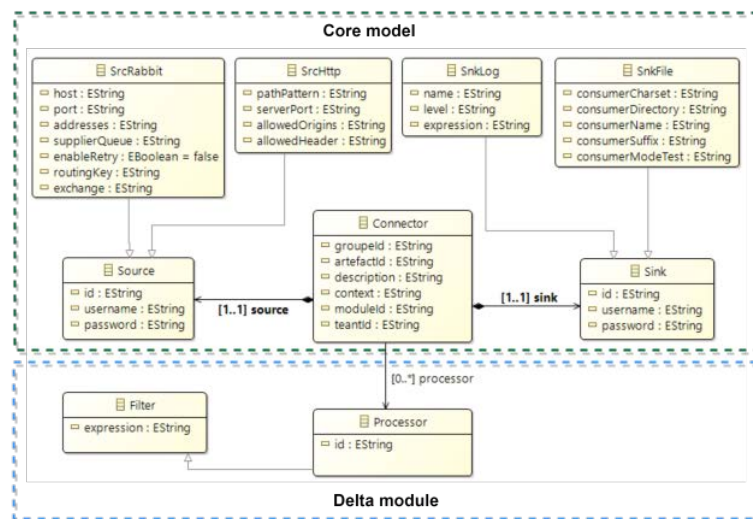 Core model
SrcRabbit
host : EString
port : EString
addresses : EString
supplierQueue : EString
enableRetry : EBoolean = false
routingKey : EString
exchange : EString
SrcHttp
pathPattern : EString
serverPort : EString
allowedOrigins : EString
allowedHeader : EString
SnkLog
name : EString
level : EString
expression : EString
SnkFile
consumerCharset : EString
consumerDirectory : EString
consumerName : EString
consumerSuffix : EString
consumerModeTest : EString
Source
id : EString
username : EString
password : EString
[1..1] source
Connector
groupeId : EString
artefactId : EString
description : EString
context : EString
moduleId : EString
teantId : EString
[1..1] sink
Sink
id : EString
username : EString
password : EString
[0..*] processor
Filter
expression : EString
Processor
id : EString
Delta module